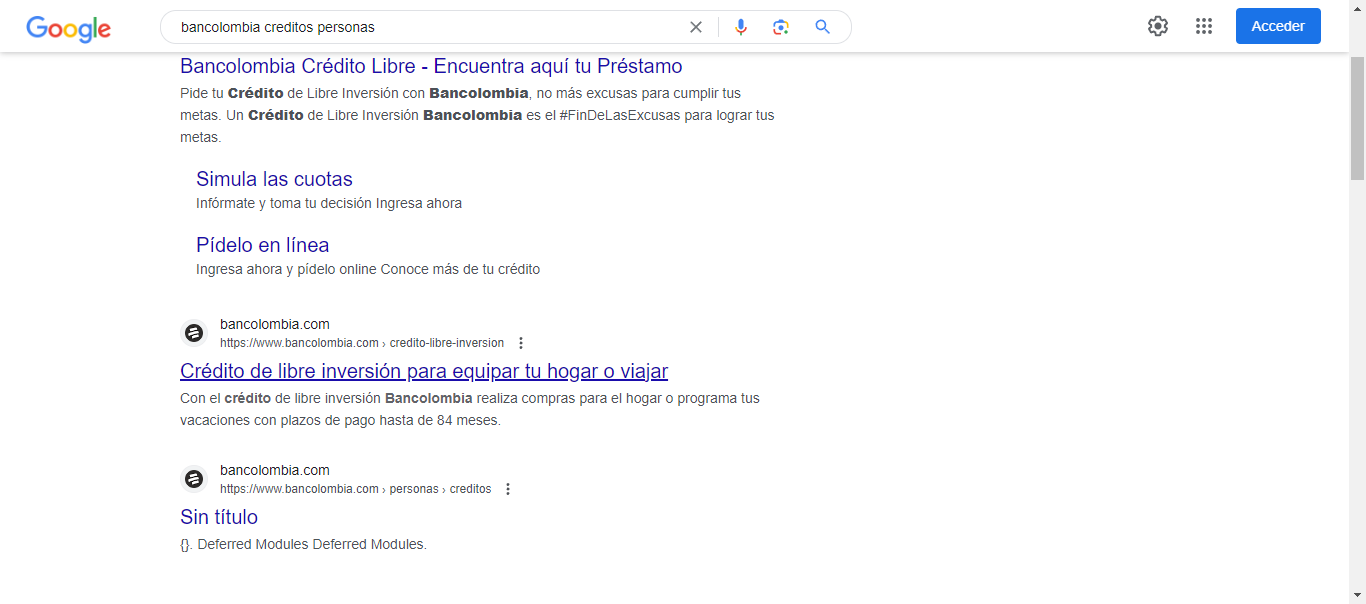 Google
bancolombia creditos personas
Acceder
Bancolombia Crédito Libre - Encuentra aquí tu Préstamo
Pide tu Crédito de Libre Inversión con Bancolombia, no más excusas para cumplir tus
metas. Un Crédito de Libre Inversión Bancolombia es el #FinDeLasExcusas para lograr tus
metas.
Simula las cuotas
Infórmate y toma tu decisión Ingresa ahora
Pídelo en línea
Ingresa ahora y pídelo online Conoce más de tu crédito
bancolombia.com
https://www.bancolombia.com › credito-libre-inversion
Crédito de libre inversión para equipar tu hogar o viajar
Con el crédito de libre inversión Bancolombia realiza compras para el hogar o programa tus
vacaciones con plazos de pago hasta de 84 meses.
bancolombia.com
https://www.bancolombia.com › personas › creditos
Sin título
{}. Deferred Modules Deferred Modules.